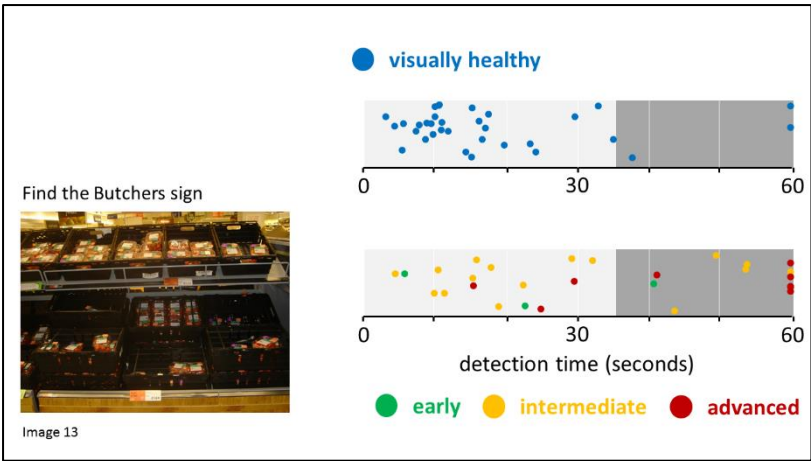 visually healthy
0 30 60
Find the Butchers sign
0 30 60
detection time (seconds)
early intermediate advanced
Image 13